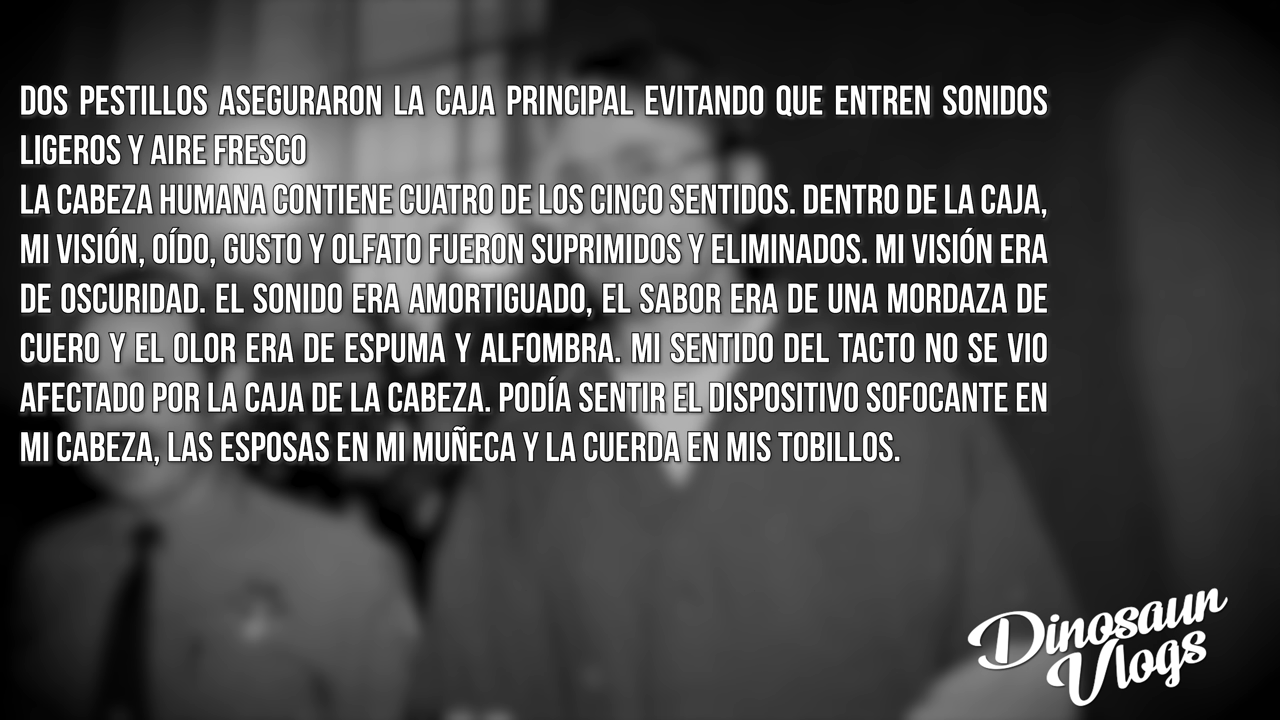 DOS PESTILLOS ASEGURARON LA CAJA PRINCIPAL EVITANDO QUE ENTREN SONIDOS
LIGEROS Y AIRE FRESCO
LA CABEZA HUMANA CONTIENE CUATRO DE LOS CINCO SENTIDOS. DENTRO DE LA CAJA,
MI VISIÓN, OÍDO, GUSTO Y OLFATO FUERON SUPRIMIDOS Y ELIMINADOS. MI VISIÓN ERA
DE OSCURIDAD. EL SONIDO ERA AMORTIGUADO, EL SABOR ERA DE UNA MORDAZA DE
CUERO Y EL OLOR ERA DE ESPUMA Y ALFOMBRA. MI SENTIDO DEL TACTO NO SE VIO
AFECTADO POR LA CAJA DE LA CABEZA. PODÍA SENTIR EL DISPOSITIVO SOFOCANTE EN
MI CABEZA, LAS ESPOSAS EN MI MUÑECA Y LA CUERDA EN MIS TOBILLOS.
Dinosaur
Vlogs